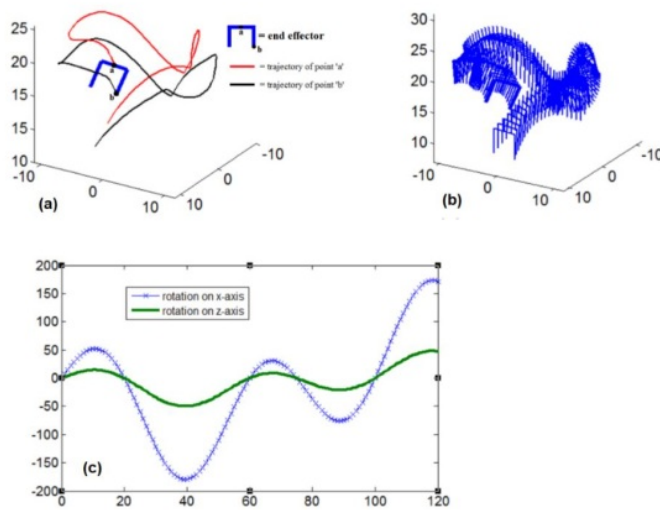 25
20
15
10
-10
0
10
10
0
-10
(a)
a
b
a
b
= end effector
= trajectory of point 'a'
= trajectory of point 'b'
30
25
20
15
10
-10
0
10
10
0
-10
(b)
200
150
100
50
0
-50
-100
-150
-200
0 20 40 60 80 100 120
rotation on x-axis
rotation on z-axis
(c)